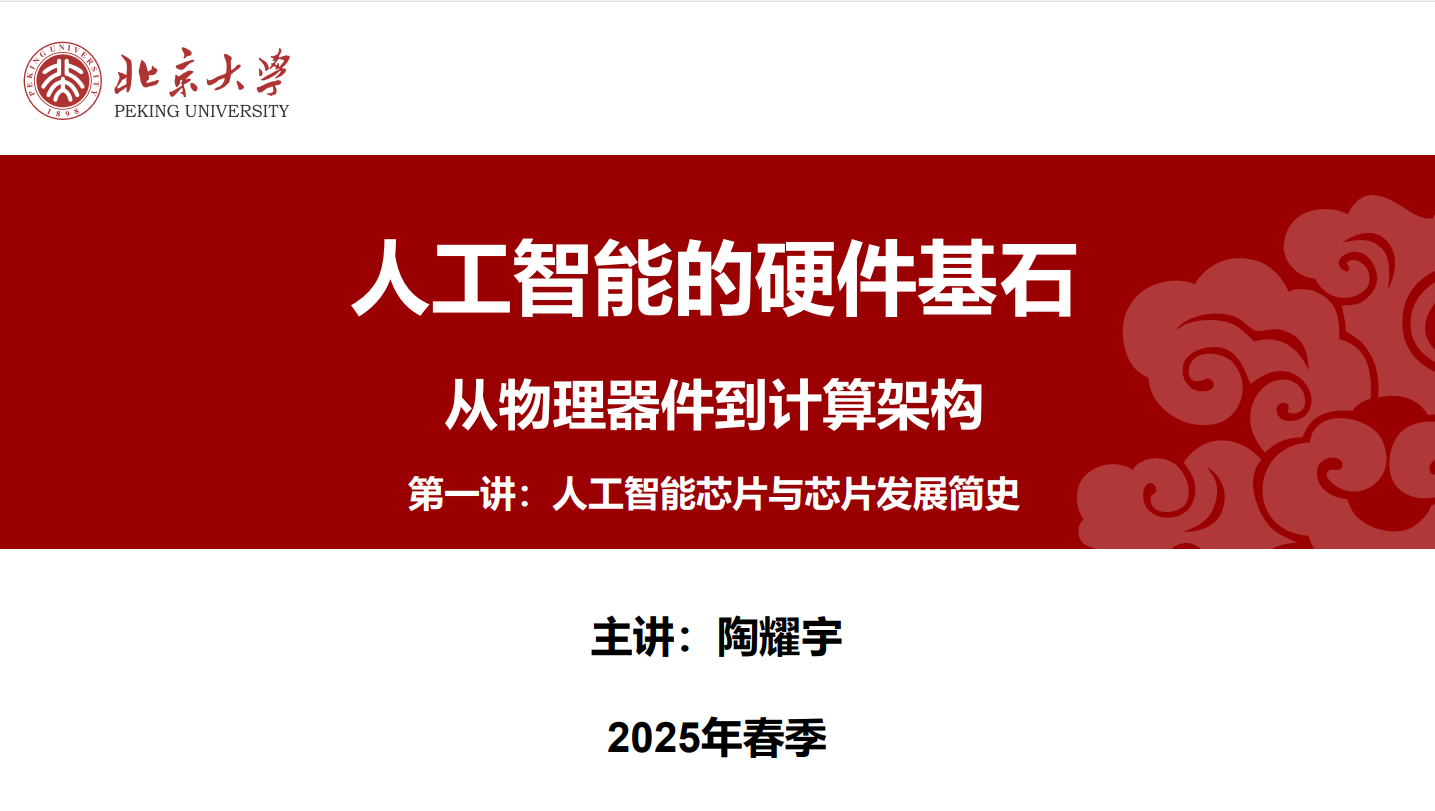 PEKING UNIVERSITY
1898
北京大学
PEKING UNIVERSITY
人工智能的硬件基石
从物理器件到计算架构
第一讲：人工智能芯片与芯片发展简史
主讲：陶耀宇
2025年春季